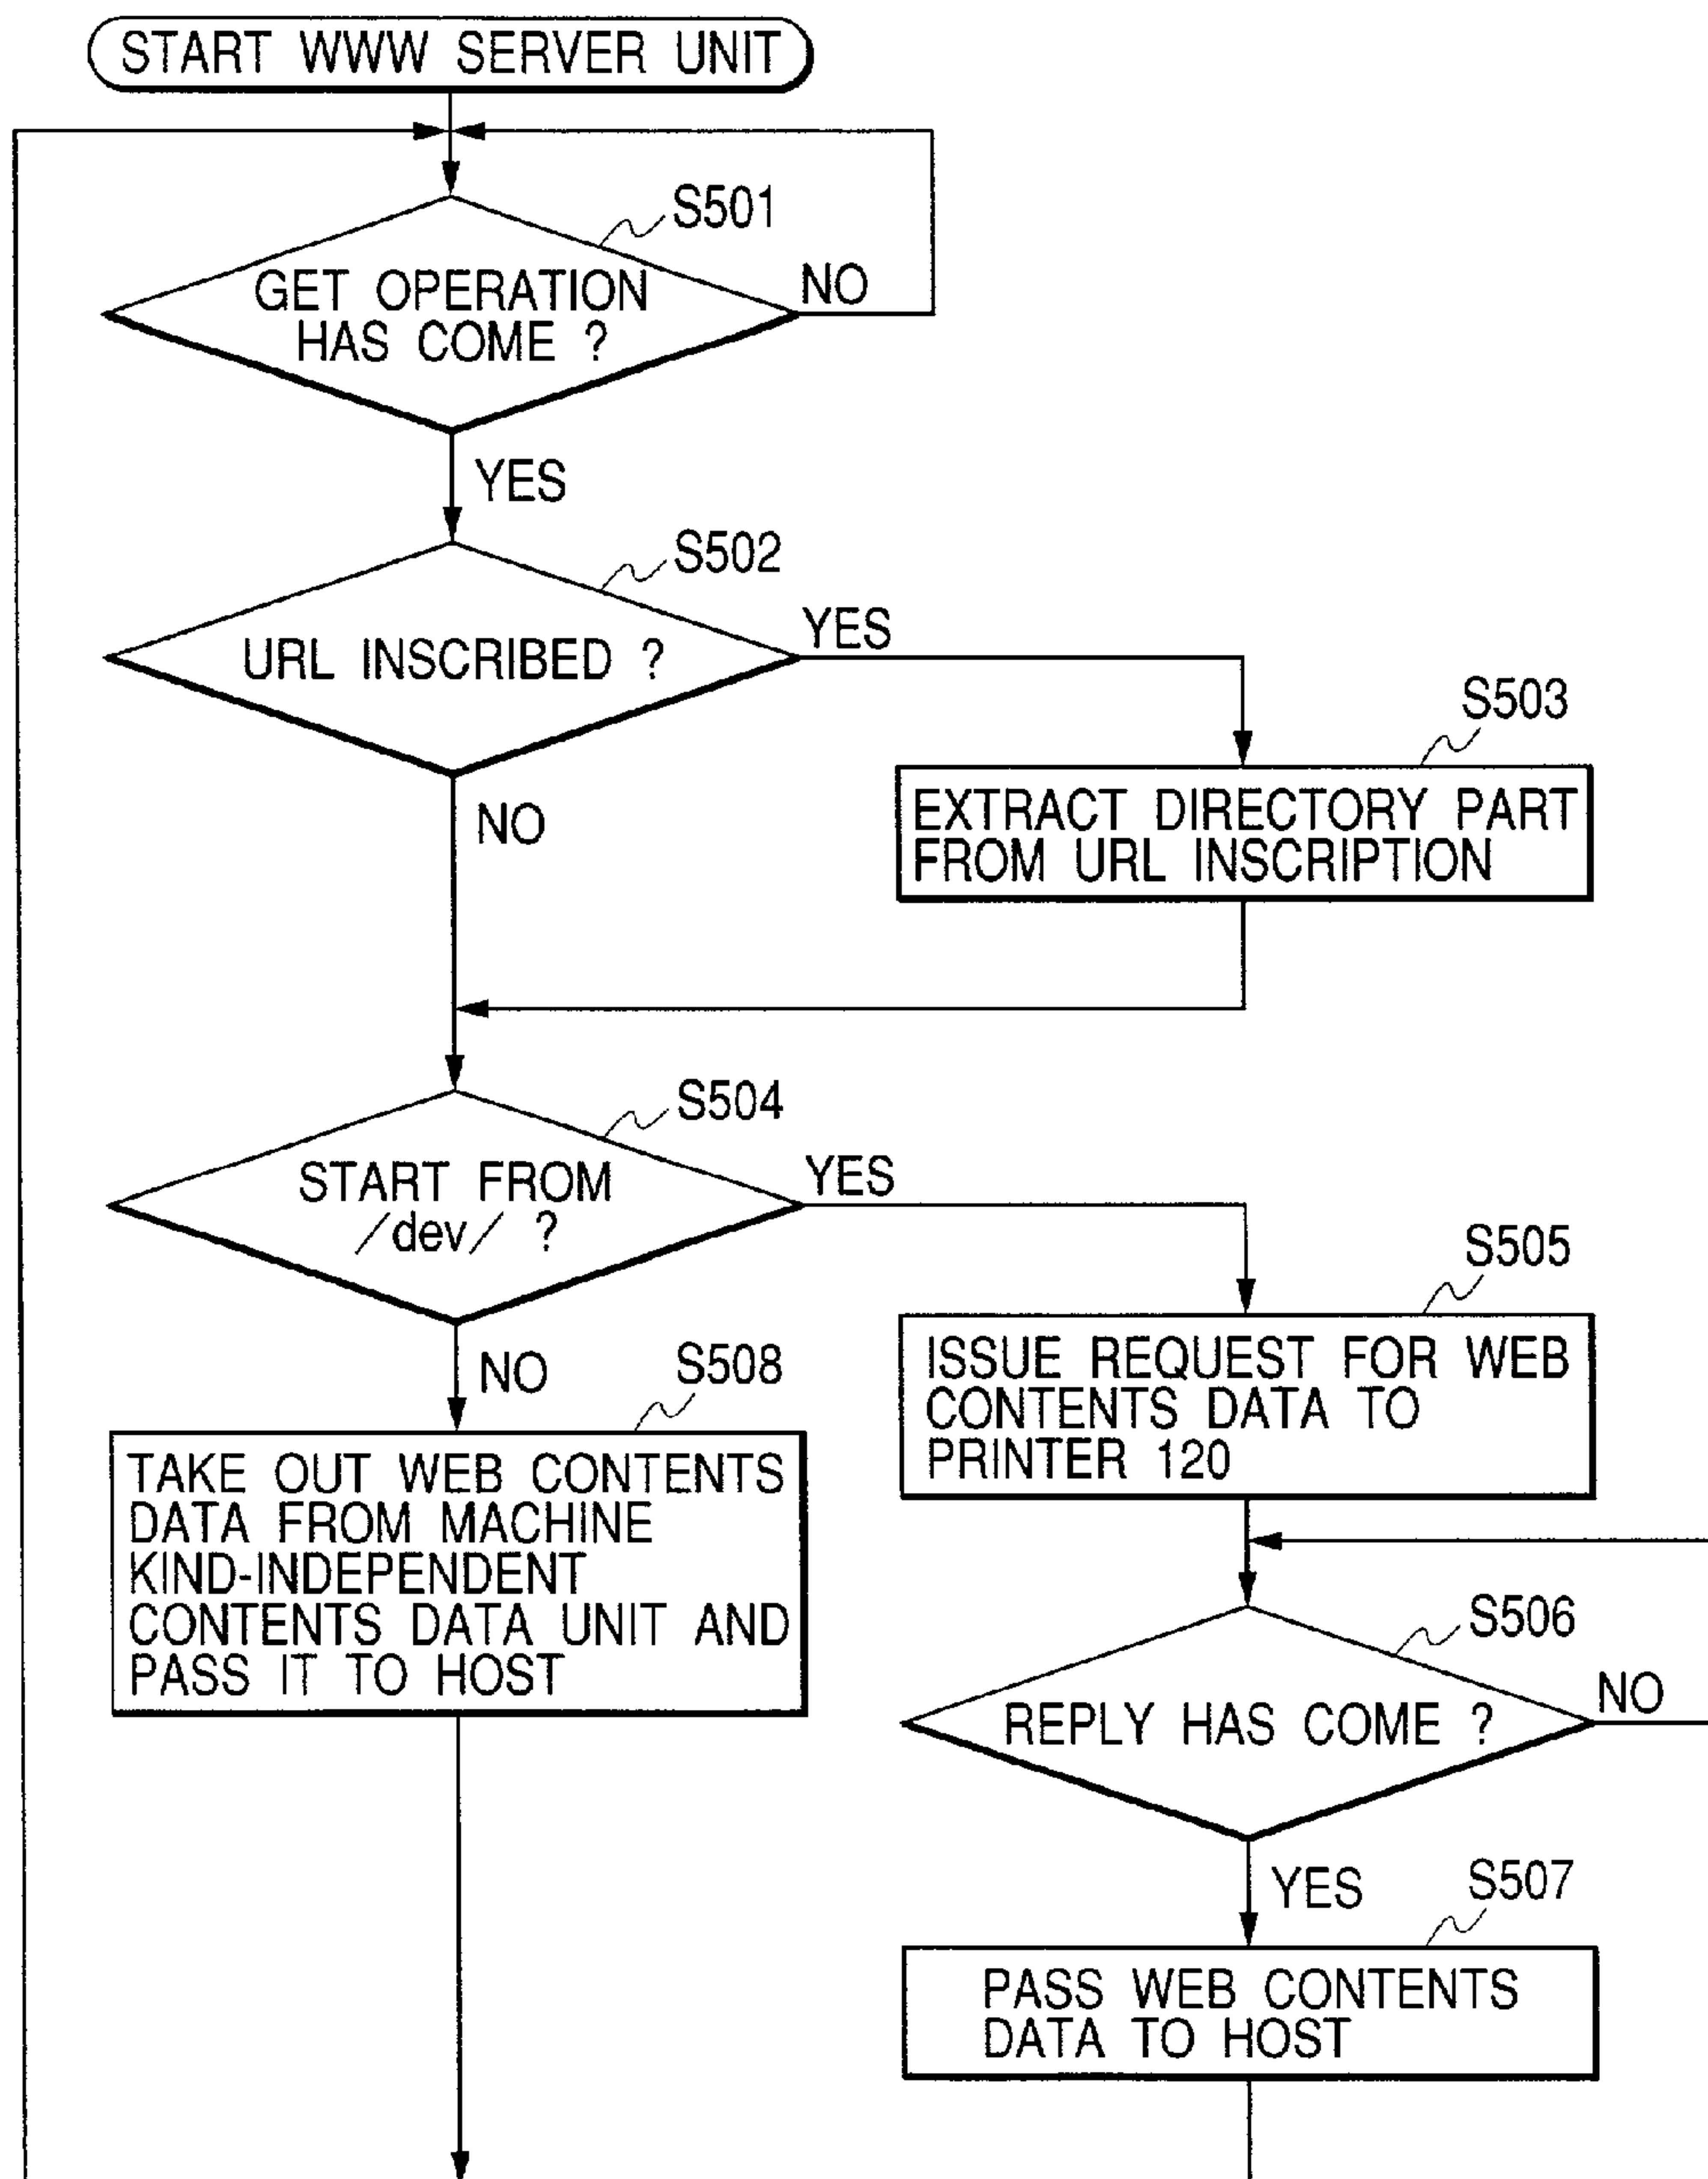 START WWW SERVER UNIT
S501
GET OPERATION
HAS COME ?
NO
YES
S502
URL INSCRIBED ?
YES
S503
EXTRACT DIRECTORY PART
FROM URL INSCRIPTION
NO
S504
START FROM
/dev/ ?
YES
S505
ISSUE REQUEST FOR WEB
CONTENTS DATA TO
PRINTER 120
NO
S508
TAKE OUT WEB CONTENTS
DATA FROM MACHINE
KIND-INDEPENDENT
CONTENTS DATA UNIT AND
PASS IT TO HOST
S506
REPLY HAS COME ?
NO
YES
S507
PASS WEB CONTENTS
DATA TO HOST